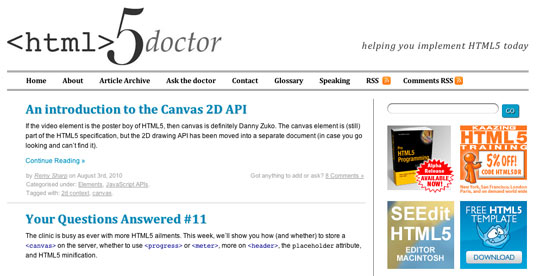 <html>5doctor
helping you implement HTML5 today
Home About Article Archive Ask the doctor Contact Glossary Speaking RSS Comments RSS
An introduction to the Canvas 2D API
If the video element is the poster boy of HTML5, then canvas is definitely Danny Zuko. The canvas element is (still)
part of the HTML5 specification, but the 2D drawing API has been moved into a separate document (in case you go
looking and can't find it).
Continue Reading »
by Remy Sharp on August 3rd, 2010
Got anything to add or ask? 8 Comments »
Categorised under: Elements, JavaScript APIs.
Tagged with: 2d context, canvas.
Your Questions Answered #11
The clinic is busy as ever with more HTML5 ailments. This week, we'll show you how (and whether) to store a
<canvas> on the server, whether to use <progress> or <meter>, more on <header>, the placeholder attribute,
and HTML5 minification.
GO
HTML5
Programming
Alpha
Release
AVAILABLE
NOW!
KAAZING
HTML5
TRAINING
5% OFF!
CODE HTML5DR
New York, San Francisco, London
Paris, and on demand world wide
SEEdit
HTML5
EDITOR
MACINTOSH
FREE HTML5
TEMPLATE
DOWNLOAD